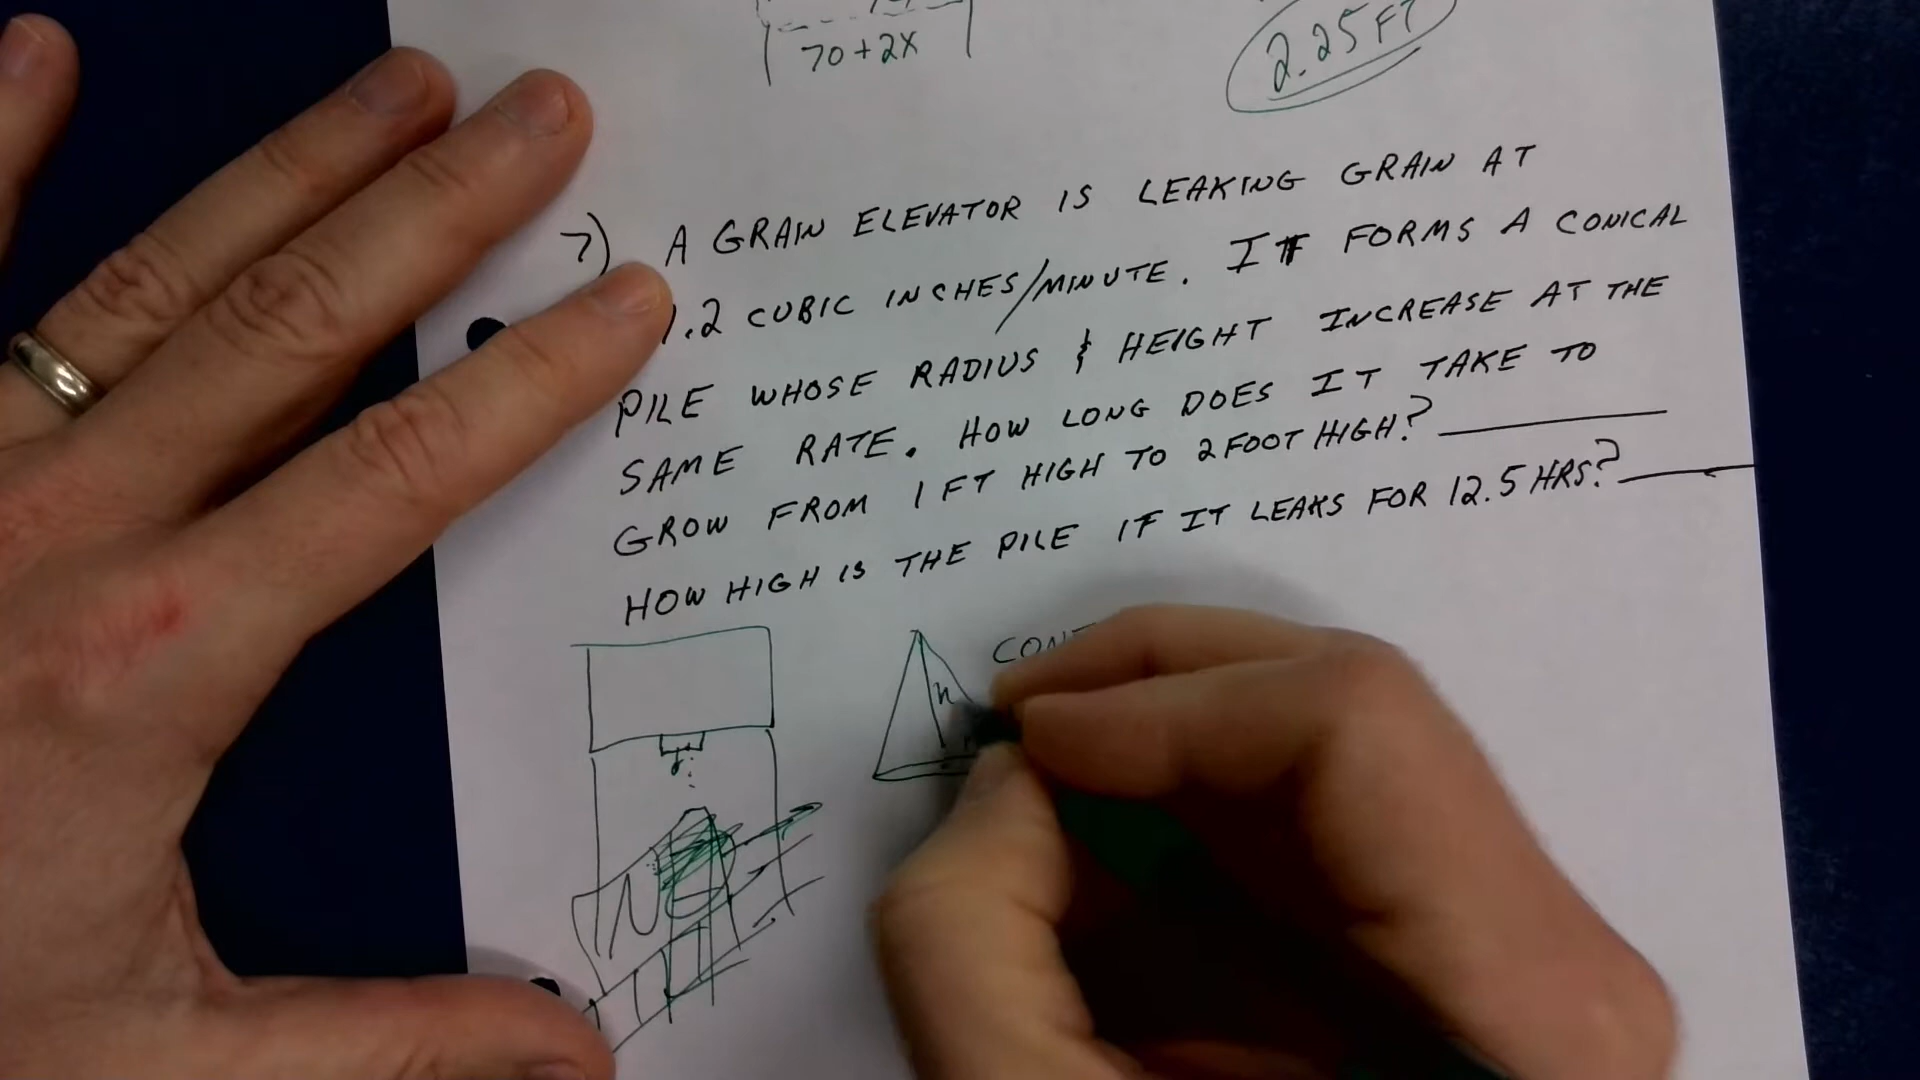 70+2X
2.25 FT
7) A GRAIN ELEVATOR IS LEAKING GRAIN AT
.2 CUBIC INCHES/MINUTE. IT FORMS A CONICAL
PILE WHOSE RADIUS & HEIGHT INCREASE AT THE
SAME RATE. HOW LONG DOES IT TAKE TO
GROW FROM 1 FT HIGH TO 2 FOOT HIGH?
HOW HIGH IS THE PILE IF IT LEAKS FOR 12.5 HRS?
h